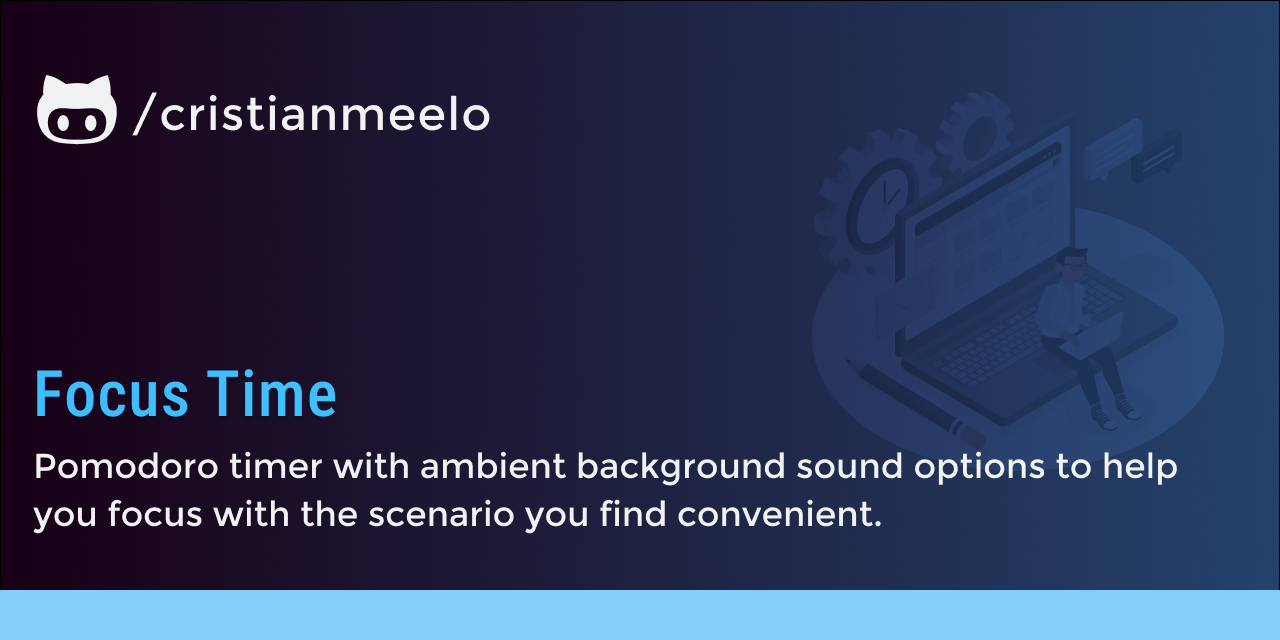 /cristianmeelo
Focus Time
Pomodoro timer with ambient background sound options to help
you focus with the scenario you find convenient.